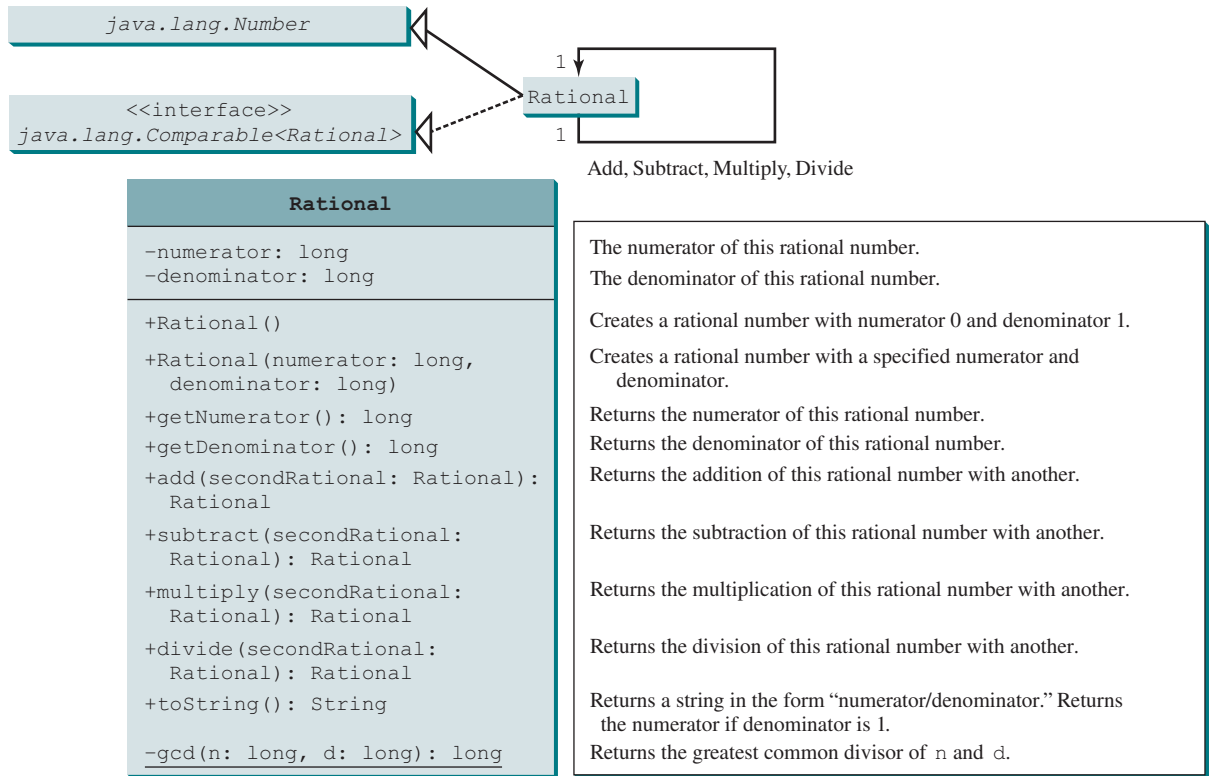 java.lang.Number
1
Rational
<<interface>>
java.lang.Comparable<Rational>
1
Add, Subtract, Multiply, Divide
Rational
-numerator: long
The numerator of this rational number.
-denominator: long
The denominator of this rational number.
+Rational()
Creates a rational number with numerator 0 and denominator 1.
+Rational(numerator: long,
denominator: long)
Creates a rational number with a specified numerator and
denominator.
+getNumerator(): long
Returns the numerator of this rational number.
+getDenominator(): long
Returns the denominator of this rational number.
+add(secondRational: Rational):
Rational
Returns the addition of this rational number with another.
+subtract(secondRational:
Rational): Rational
Returns the subtraction of this rational number with another.
+multiply(secondRational:
Rational): Rational
Returns the multiplication of this rational number with another.
+divide(secondRational:
Rational): Rational
Returns the division of this rational number with another.
+toString(): String
Returns a string in the form “numerator/denominator.” Returns
the numerator if denominator is 1.
-gcd(n: long, d: long): long
Returns the greatest common divisor of n and d.